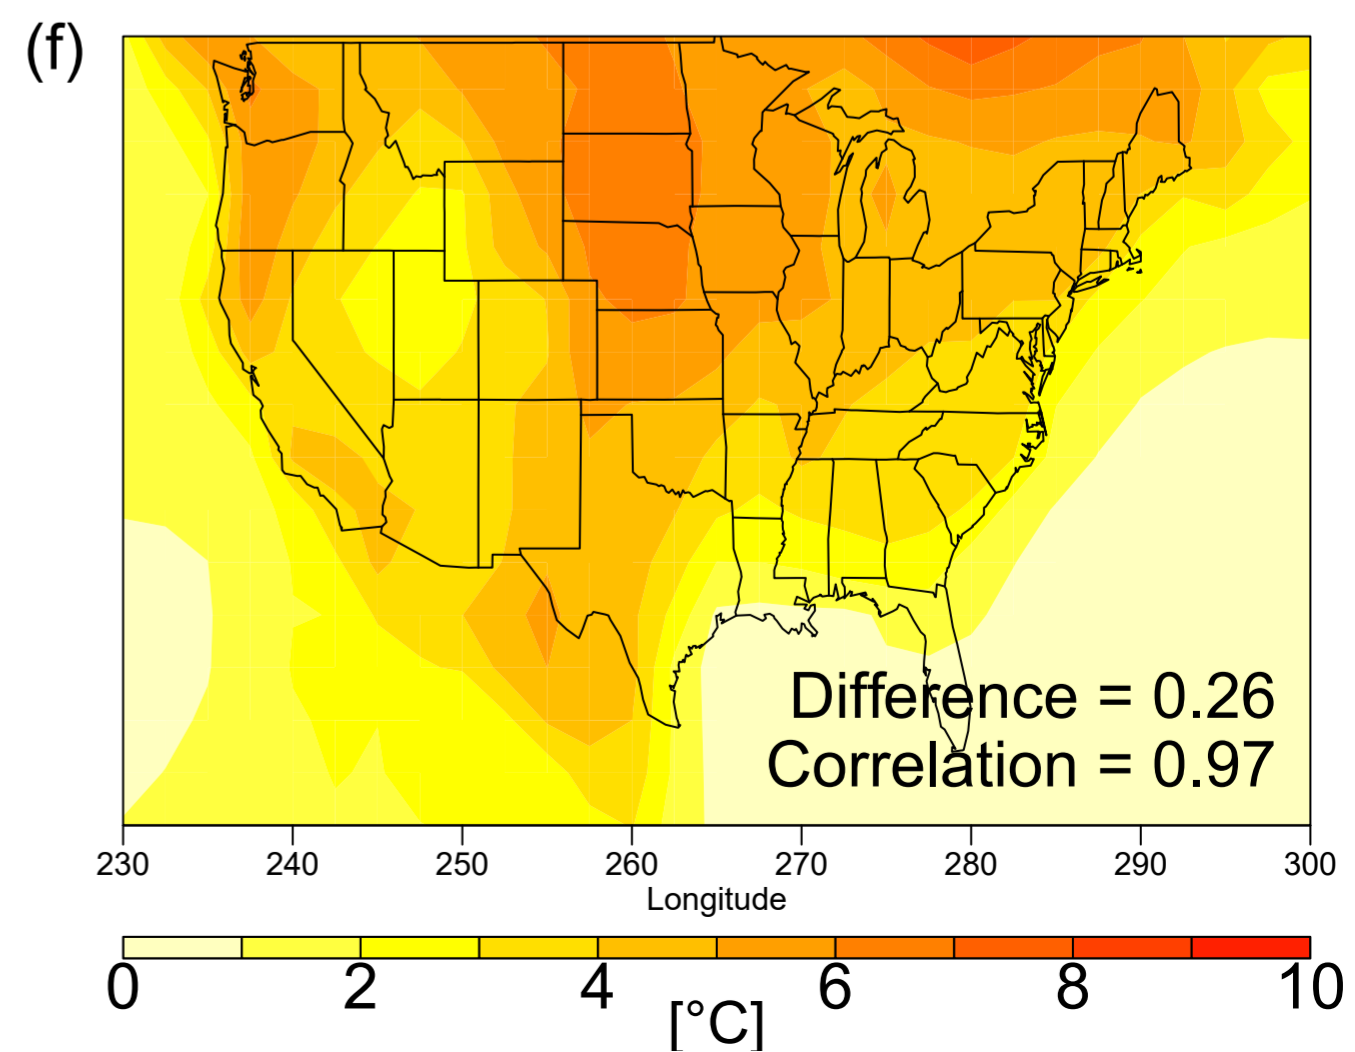 (f)
Difference = 0.26
Correlation = 0.97
230 240 250 260 270 280 290 300
Longitude
0 2 4 6 8 10
[°C]